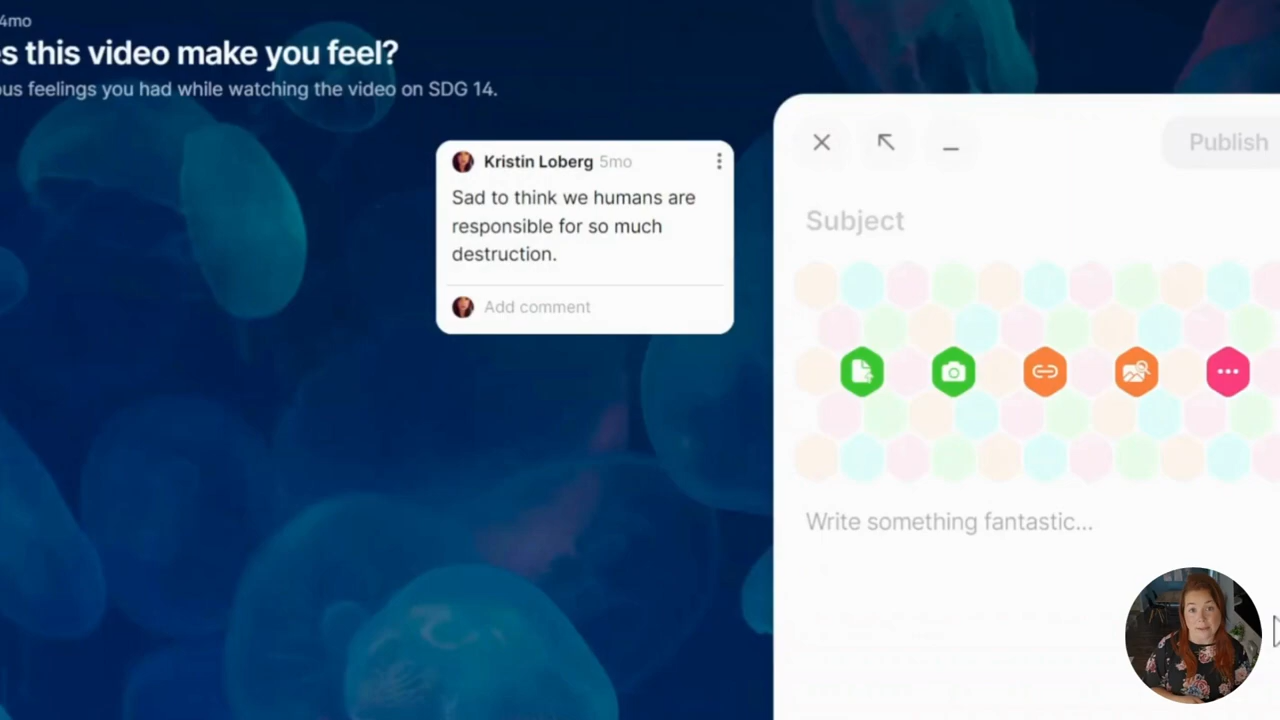 4mo
s this video make you feel?
ous feelings you had while watching the video on SDG 14.
Kristin Loberg 5mo
Sad to think we humans are
responsible for so much
destruction.
Add comment
Publish
Subject
Write something fantastic...